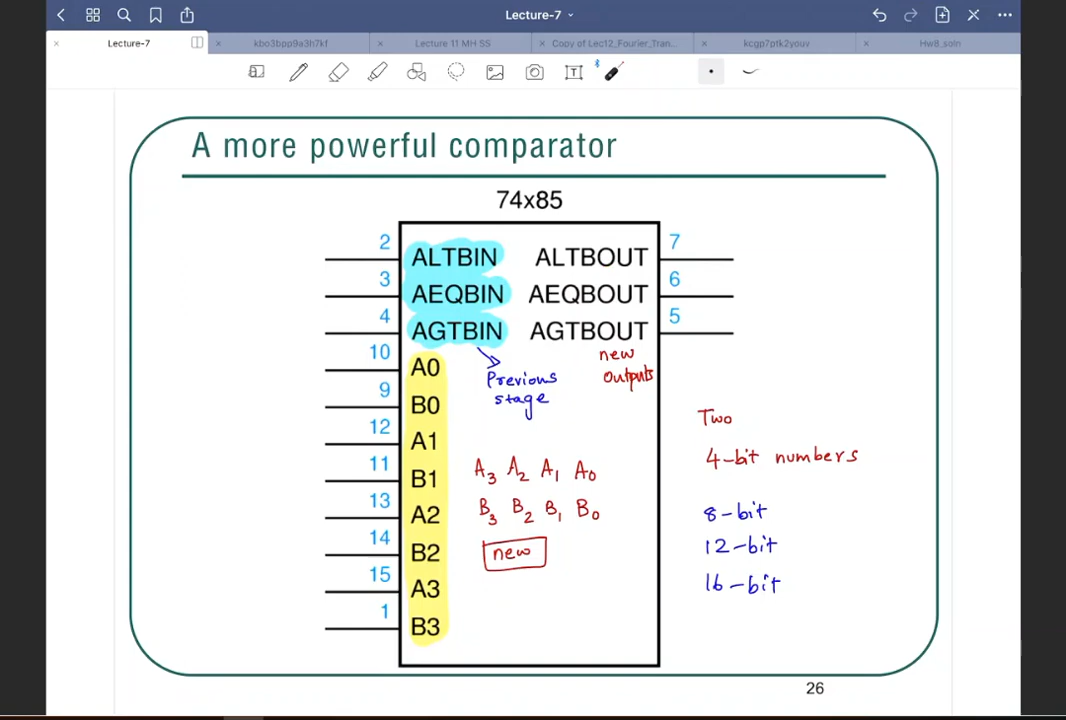 Lecture-7
Lecture-7
kbo3bpp9a3h7kf
Lecture 11 MH SS
Copy of Lec12_Fourier_Tran...
kcgp7ptk2youv
Hw8_soln
A more powerful comparator
74x85
2 ALTBIN ALTBOUT 7
3 AEQBIN AEQBOUT 6
4 AGTBIN AGTBOUT 5
new
outputs
Previous
stage
10 A0
9 B0
12 A1
11 B1
13 A2
14 B2
15 A3
1 B3
A3 A2 A1 A0
B3 B2 B1 B0
new
Two
4-bit numbers
8-bit
12-bit
16-bit
26